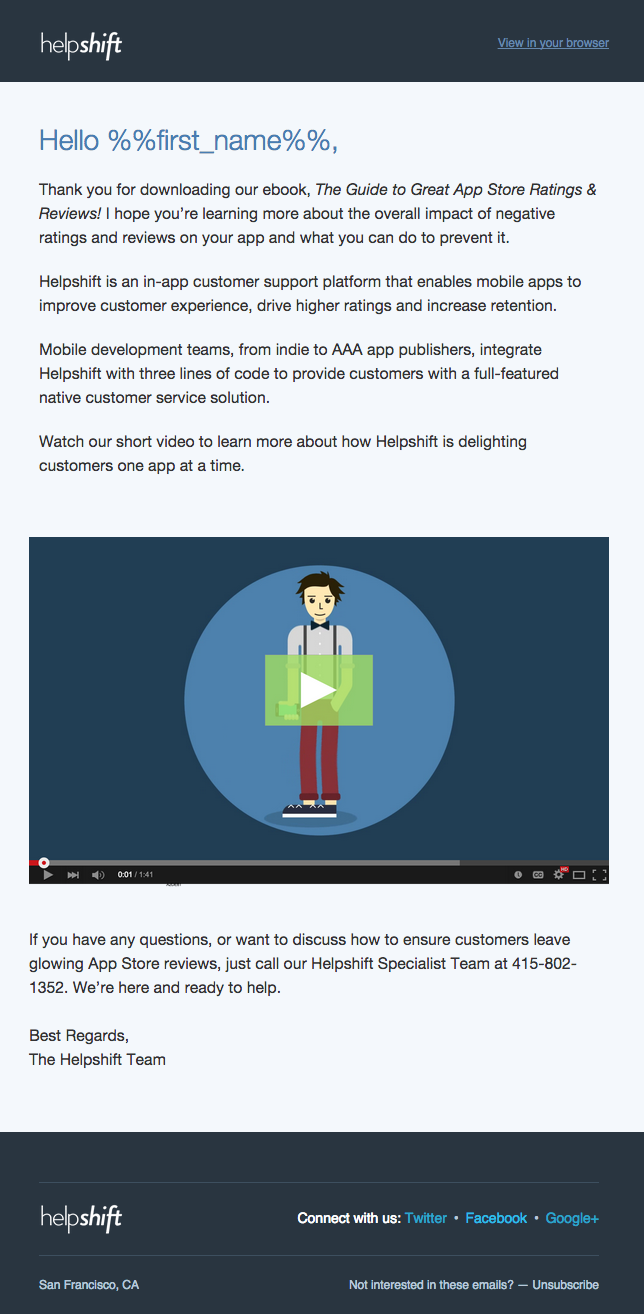 helpshift
View in your browser
Hello %%first_name%%,
Thank you for downloading our ebook, The Guide to Great App Store Ratings &
Reviews! I hope you’re learning more about the overall impact of negative
ratings and reviews on your app and what you can do to prevent it.
Helpshift is an in-app customer support platform that enables mobile apps to
improve customer experience, drive higher ratings and increase retention.
Mobile development teams, from indie to AAA app publishers, integrate
Helpshift with three lines of code to provide customers with a full-featured
native customer service solution.
Watch our short video to learn more about how Helpshift is delighting
customers one app at a time.
0:01 / 1:41
CC
HD
If you have any questions, or want to discuss how to ensure customers leave
glowing App Store reviews, just call our Helpshift Specialist Team at 415-802-
1352. We’re here and ready to help.
Best Regards,
The Helpshift Team
helpshift
Connect with us: Twitter • Facebook • Google+
San Francisco, CA
Not interested in these emails? — Unsubscribe